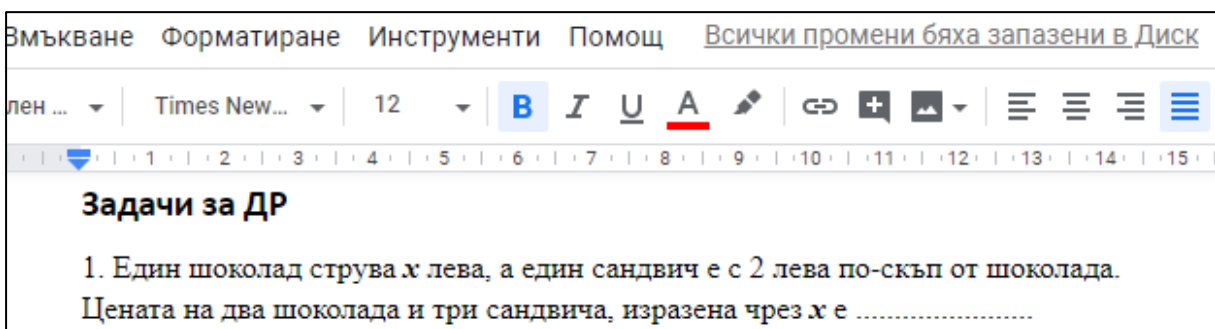 Вмъкване Форматиране Инструменти Помощ Всички промени бяха запазени в Диск
лен ... Times New... 12 B I U A
1 2 3 4 5 6 7 8 9 10 11 12 13 14 15
Задачи за ДР
1. Един шоколад струва x лева, а един сандвич е с 2 лева по-скъп от шоколада.
Цената на два шоколада и три сандвича, изразена чрез x е .......................